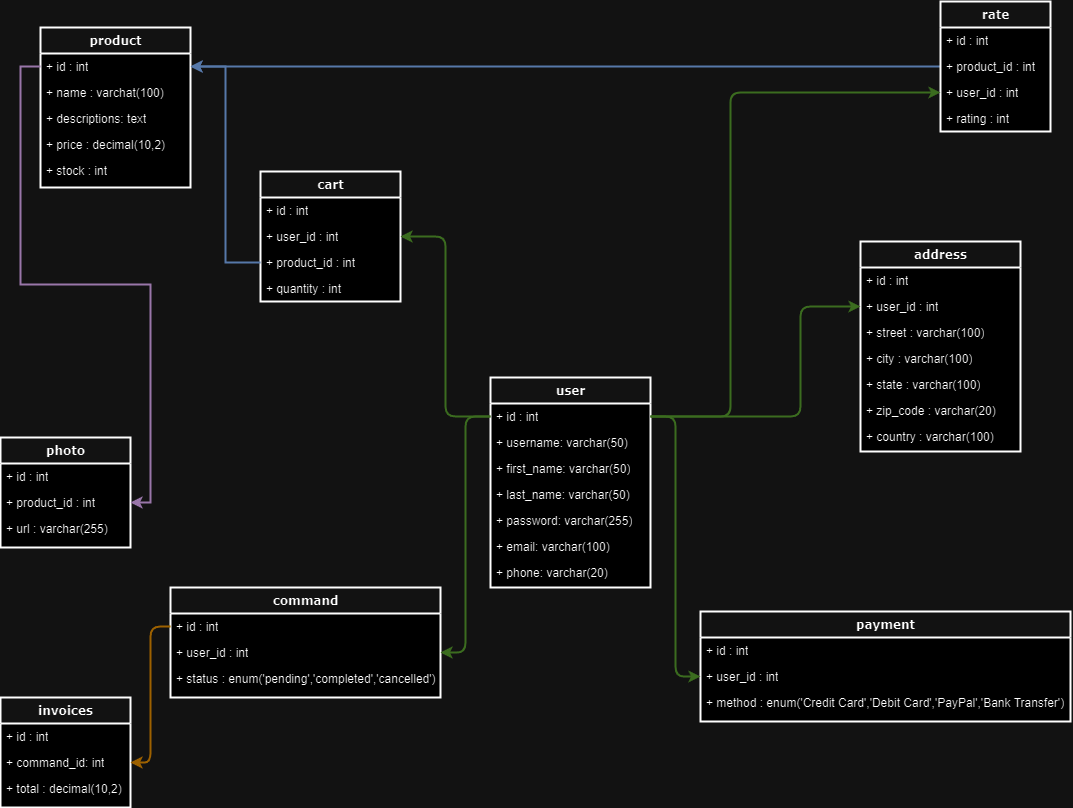 product
+ id : int
+ name : varchat(100)
+ descriptions: text
+ price : decimal(10,2)
+ stock : int
rate
+ id : int
+ product_id : int
+ user_id : int
+ rating : int
cart
+ id : int
+ user_id : int
+ product_id : int
+ quantity : int
address
+ id : int
+ user_id : int
+ street : varchar(100)
+ city : varchar(100)
+ state : varchar(100)
+ zip_code : varchar(20)
+ country : varchar(100)
user
+ id : int
+ username: varchar(50)
+ first_name: varchar(50)
+ last_name: varchar(50)
+ password: varchar(255)
+ email: varchar(100)
+ phone: varchar(20)
photo
+ id : int
+ product_id : int
+ url : varchar(255)
command
+ id : int
+ user_id : int
+ status : enum('pending','completed','cancelled')
payment
+ id : int
+ user_id : int
+ method : enum('Credit Card','Debit Card','PayPal','Bank Transfer')
invoices
+ id : int
+ command_id: int
+ total : decimal(10,2)